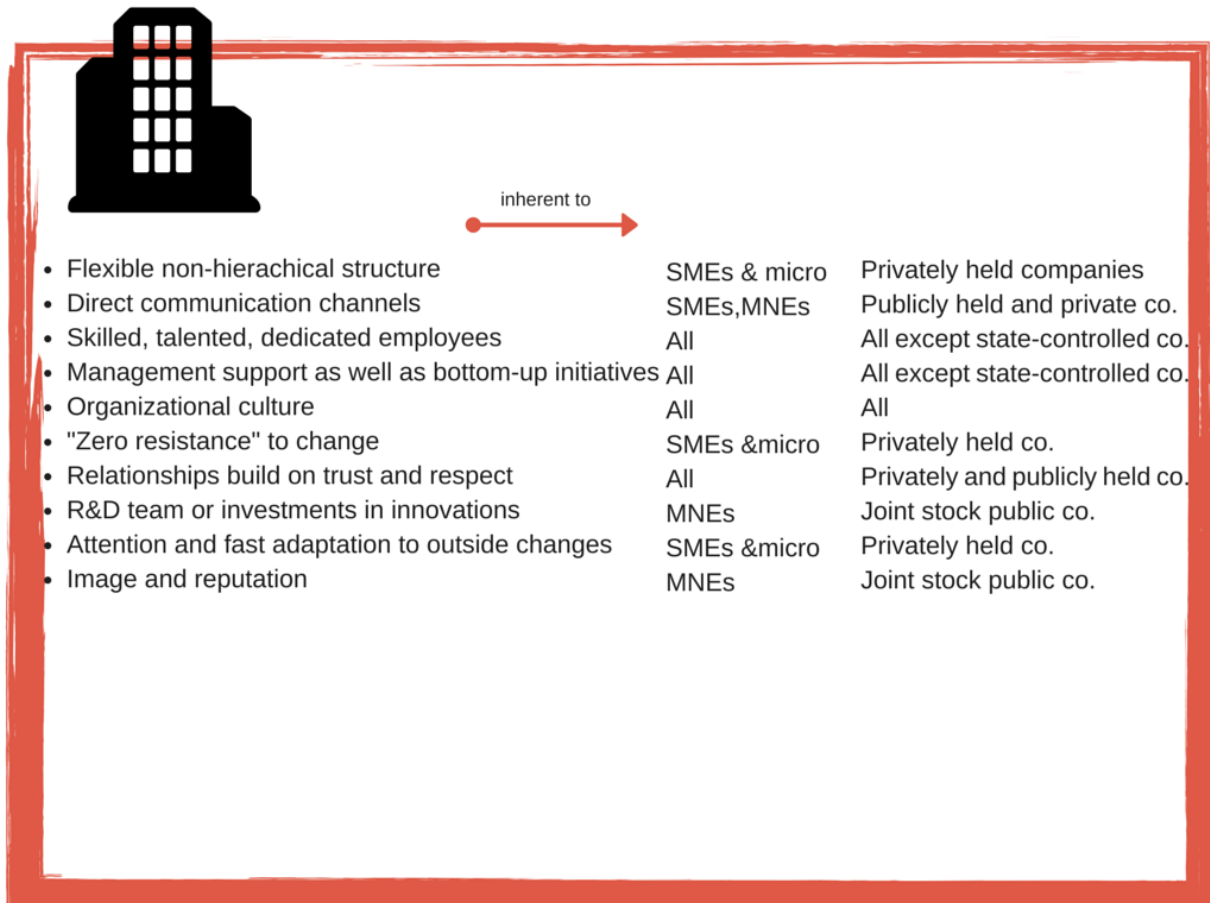 inherent to
• Flexible non-hierachical structure SMEs & micro Privately held companies
• Direct communication channels SMEs,MNEs Publicly held and private co.
• Skilled, talented, dedicated employees All All except state-controlled co.
• Management support as well as bottom-up initiatives All All except state-controlled co.
• Organizational culture All All
• "Zero resistance" to change SMEs &micro Privately held co.
• Relationships build on trust and respect All Privately and publicly held co.
• R&D team or investments in innovations MNEs Joint stock public co.
• Attention and fast adaptation to outside changes SMEs &micro Privately held co.
• Image and reputation MNEs Joint stock public co.